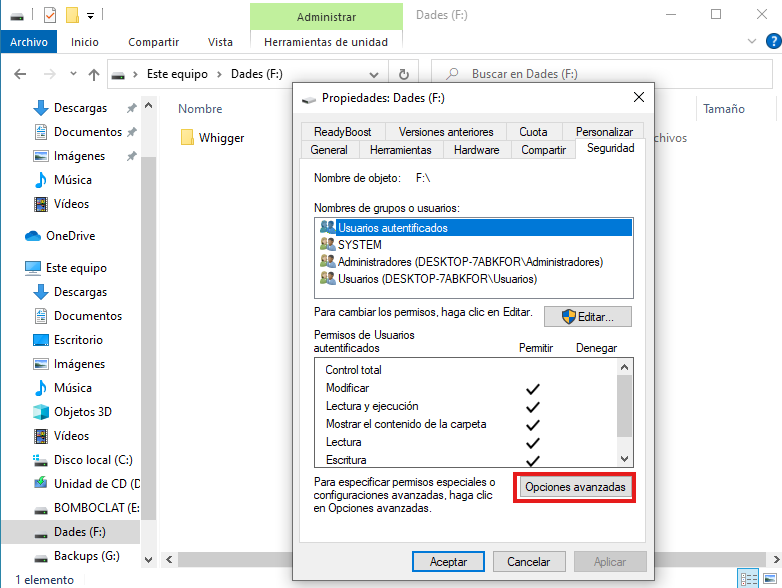 Administrar
Dades (F:)
Archivo
Inicio
Compartir
Vista
Herramientas de unidad
Este equipo
Dades (F:)
Buscar en Dades (F:)
Descargas
Documentos
Imágenes
Música
Vídeos
OneDrive
Este equipo
Descargas
Documentos
Escritorio
Imágenes
Música
Objetos 3D
Vídeos
Disco local (C:)
Unidad de CD (D
BOMBOCLAT (E:
Dades (F:)
Backups (G:)
1 elemento
Nombre
Tamaño
Whigger
chivos
Propiedades: Dades (F:)
ReadyBoost
Versiones anteriores
Cuota
Personalizar
General
Herramientas
Hardware
Compartir
Seguridad
Nombre de objeto: F:\
Nombres de grupos o usuarios:
Usuarios autentificados
SYSTEM
Administradores (DESKTOP-7ABKFOR\Administradores)
Usuarios (DESKTOP-7ABKFOR\Usuarios)
Para cambiar los permisos, haga clic en Editar.
Editar...
Permisos de Usuarios
autentificados
Permitir
Denegar
Control total
Modificar
Lectura y ejecución
Mostrar el contenido de la carpeta
Lectura
Escritura
Para especificar permisos especiales o
configuraciones avanzadas, haga clic
en Opciones avanzadas.
Opciones avanzadas
Aceptar
Cancelar
Aplicar